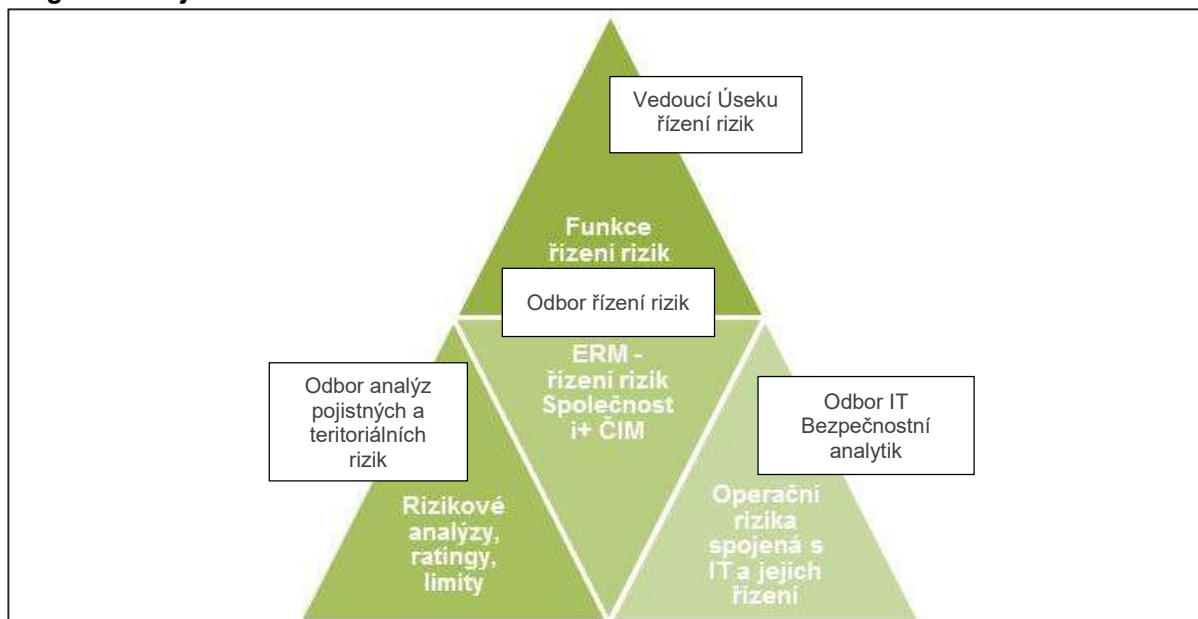 Vedoucí Úseku
řízení rizik
Funkce
řízení rizik
Odbor řízení rizik
ERM -
řízení rizik
Společnost
i+ ČIM
Odbor analýz
pojistných a
teritoriálních
rizik
Rizikové
analýzy,
ratingy,
limity
Odbor IT
Bezpečnostní
analytik
Operační
rizika
spojená s
IT a jejich
řízení